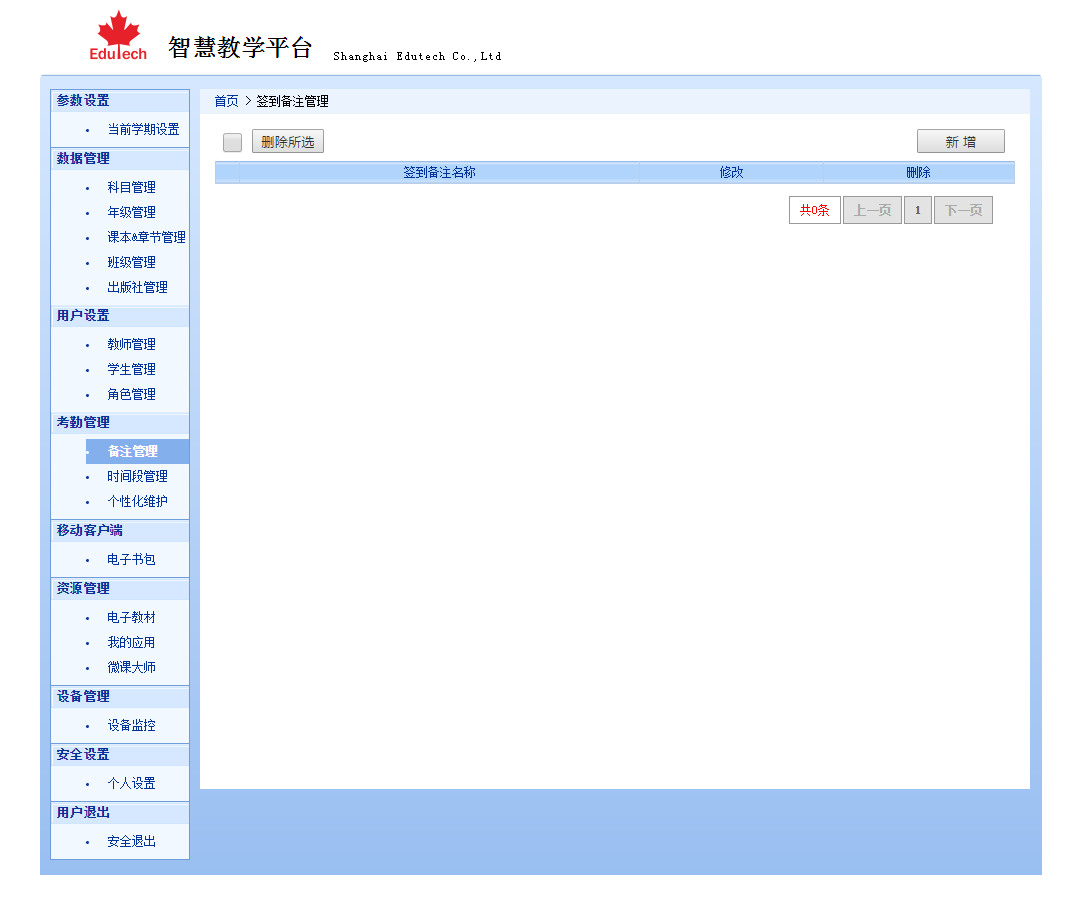 EduTech
智慧教学平台 Shanghai Edutech Co.,Ltd
参数设置
当前学期设置
数据管理
科目管理
年级管理
课本&章节管理
班级管理
出版社管理
用户设置
教师管理
学生管理
角色管理
考勤管理
备注管理
时间段管理
个性化维护
移动客户端
电子书包
资源管理
电子教材
我的应用
微课大师
设备管理
设备监控
安全设置
个人设置
用户退出
安全退出
首页 > 签到备注管理
删除所选 新 增
签到备注名称 修改 删除
共0条 上一页 1 下一页